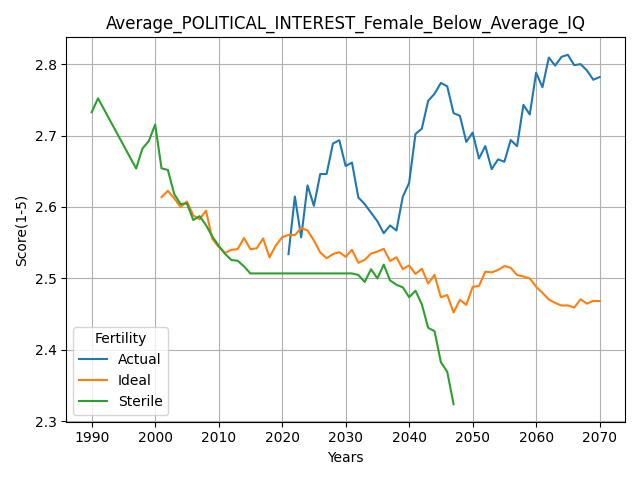 Average_POLITICAL_INTEREST_Female_Below_Average_IQ
Score(1-5)
2.8
2.7
2.6
2.5
2.4
2.3
Fertility
Actual
Ideal
Sterile
1990 2000 2010 2020 2030 2040 2050 2060 2070
Years